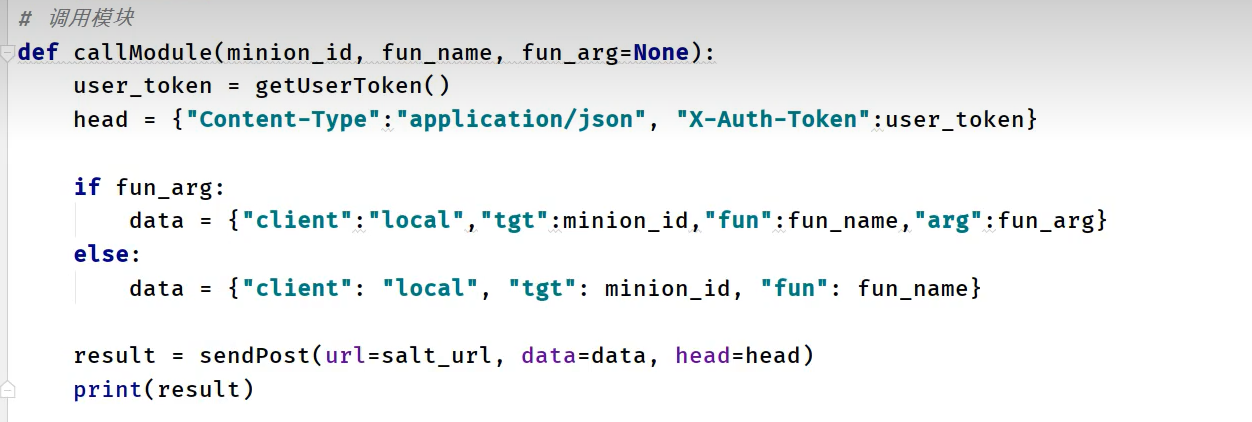 # 调用模块
def callModule(minion_id, fun_name, fun_arg=None):
    user_token = getUserToken()
    head = {"Content-Type":"application/json", "X-Auth-Token":user_token}
    if fun_arg:
        data = {"client":"local","tgt":minion_id,"fun":fun_name,"arg":fun_arg}
    else:
        data = {"client": "local", "tgt": minion_id, "fun": fun_name}
    result = sendPost(url=salt_url, data=data, head=head)
    print(result)